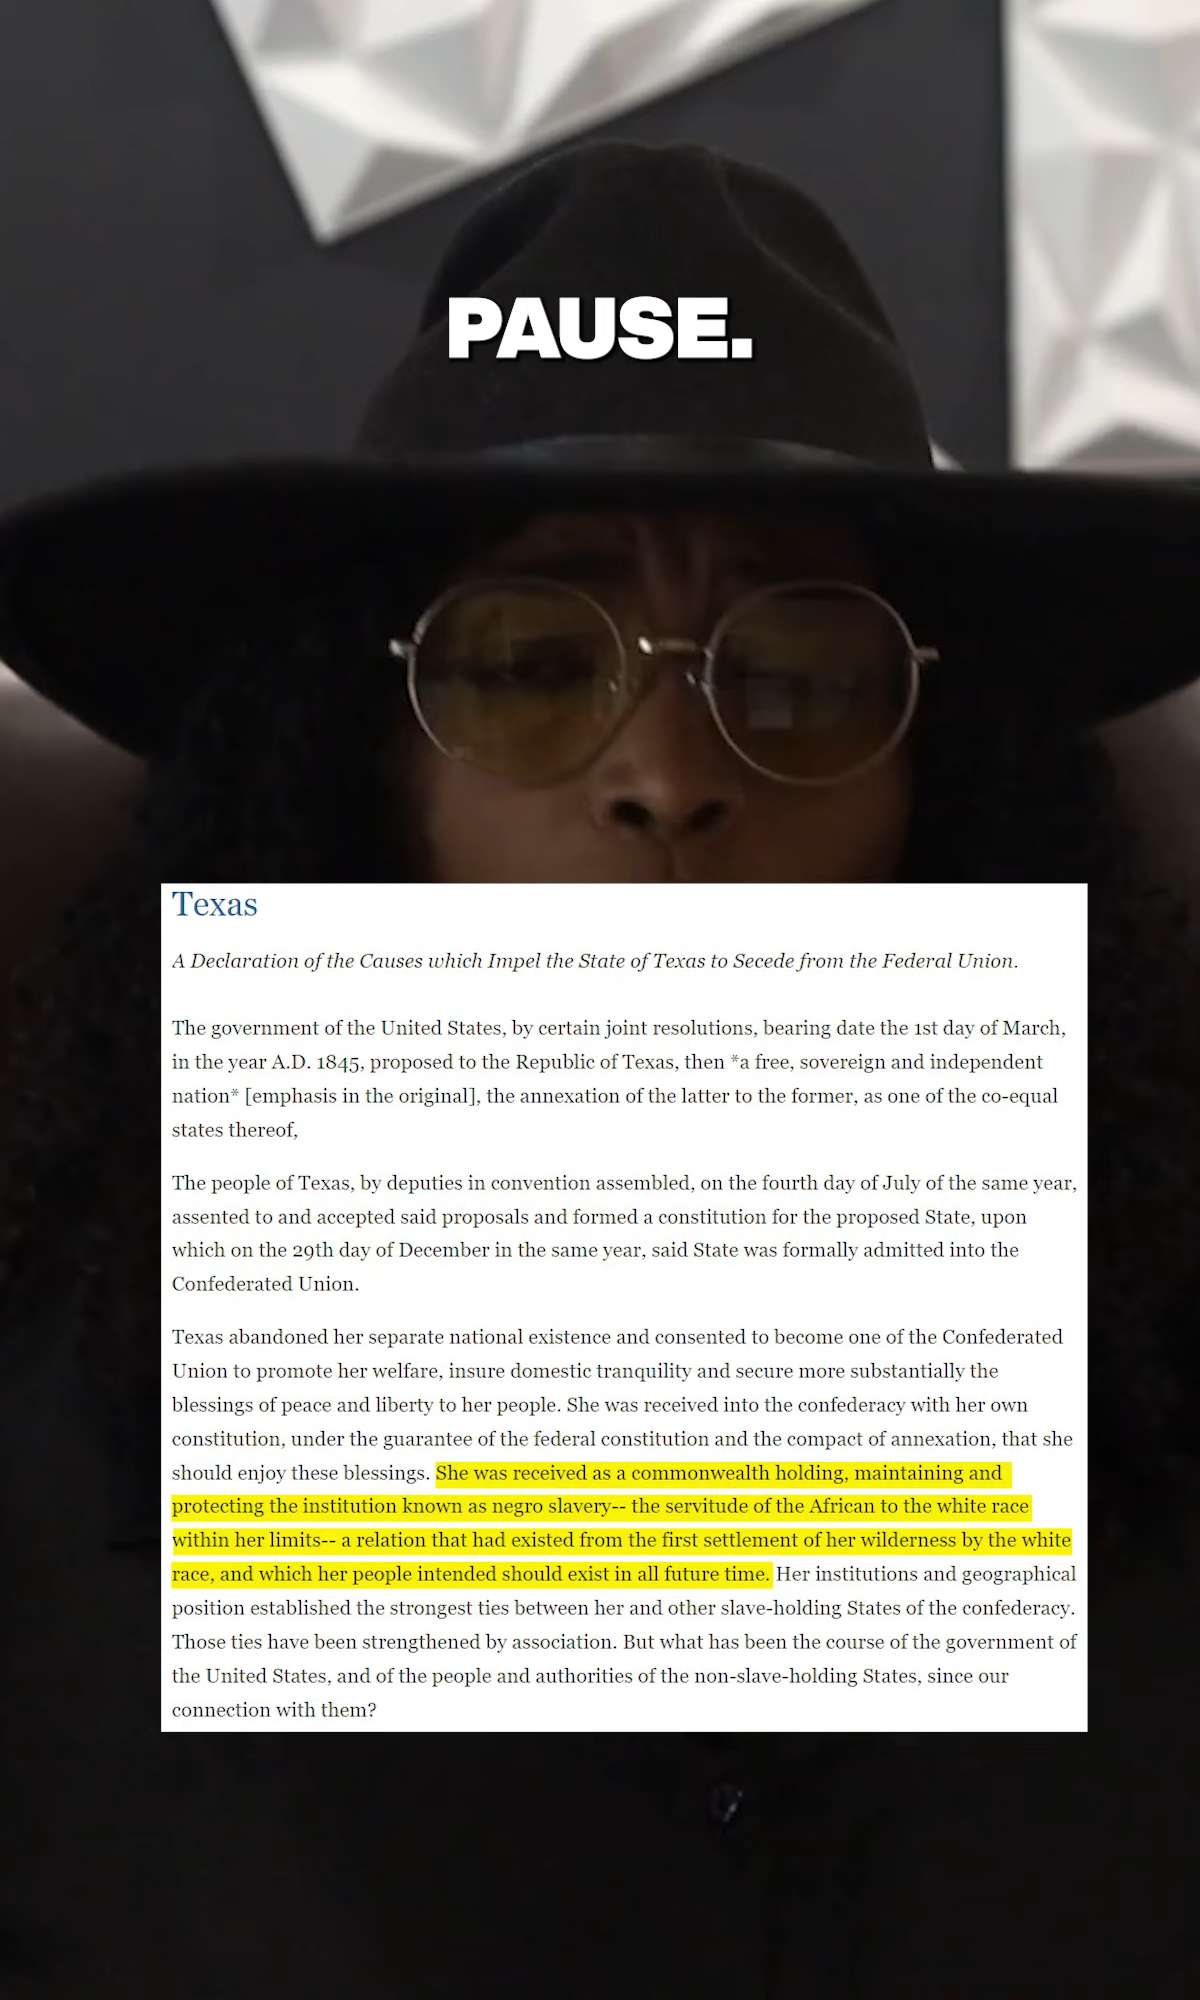 PAUSE.
Texas
A Declaration of the Causes which Impel the State of Texas to Secede from the Federal Union.
The government of the United States, by certain joint resolutions, bearing date the 1st day of March,
in the year A.D. 1845, proposed to the Republic of Texas, then *a free, sovereign and independent
nation* [emphasis in the original], the annexation of the latter to the former, as one of the co-equal
states thereof,
The people of Texas, by deputies in convention assembled, on the fourth day of July of the same year,
assented to and accepted said proposals and formed a constitution for the proposed State, upon
which on the 29th day of December in the same year, said State was formally admitted into the
Confederated Union.
Texas abandoned her separate national existence and consented to become one of the Confederated
Union to promote her welfare, insure domestic tranquility and secure more substantially the
blessings of peace and liberty to her people. She was received into the confederacy with her own
constitution, under the guarantee of the federal constitution and the compact of annexation, that she
should enjoy these blessings. She was received as a commonwealth holding, maintaining and
protecting the institution known as negro slavery-- the servitude of the African to the white race
within her limits-- a relation that had existed from the first settlement of her wilderness by the white
race, and which her people intended should exist in all future time. Her institutions and geographical
position established the strongest ties between her and other slave-holding States of the confederacy.
Those ties have been strengthened by association. But what has been the course of the government of
the United States, and of the people and authorities of the non-slave-holding States, since our
connection with them?